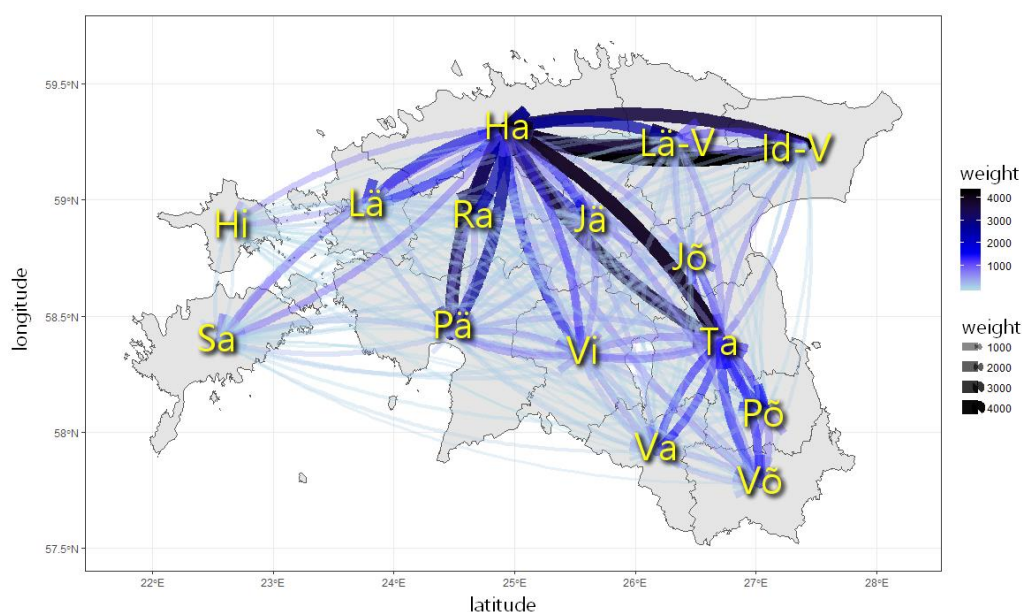 59.5°N
59°N
58.5°N
58°N
57.5°N
longitude
Ha
Lä-V
Id-V
Lä
Ra
Jä
Hi
Jõ
Sa
Pä
Vi
Ta
Põ
Va
Võ
22°E
23°E
24°E
25°E
26°E
27°E
28°E
latitude
weight
4000
3000
2000
1000
weight
1000
2000
3000
4000